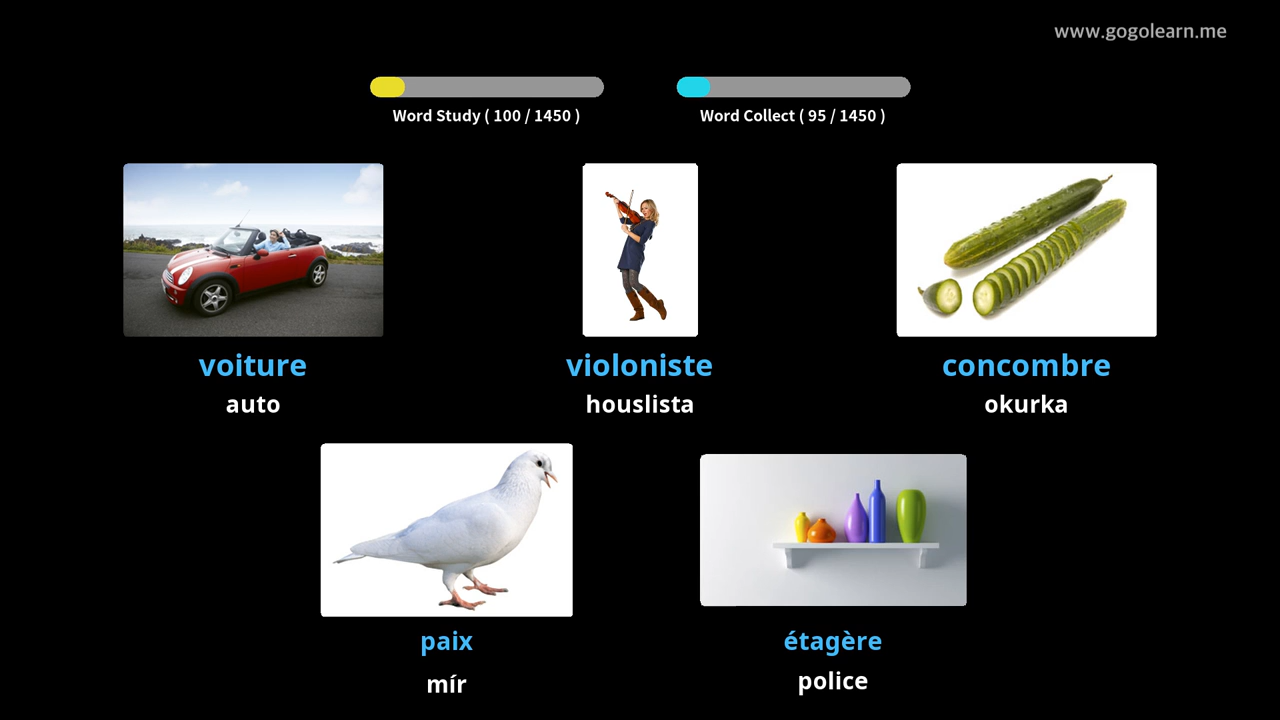 www.gogolearn.me
Word Study ( 100 / 1450 )
Word Collect ( 95 / 1450 )
voiture
auto
violoniste
houslista
concombre
okurka
paix
mír
étagère
police